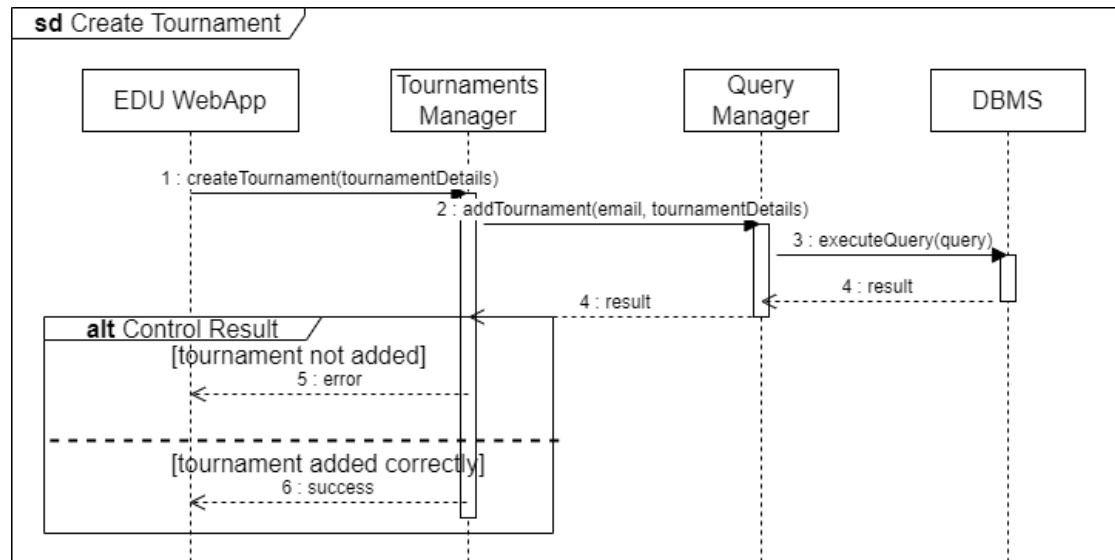 sd Create Tournament
EDU WebApp
Tournaments
Manager
Query
Manager
DBMS
1 : createTournament(tournamentDetails)
2 : addTournament(email, tournamentDetails)
3 : executeQuery(query)
4 : result
4 : result
alt Control Result
[tournament not added]
5 : error
[tournament added correctly]
6 : success